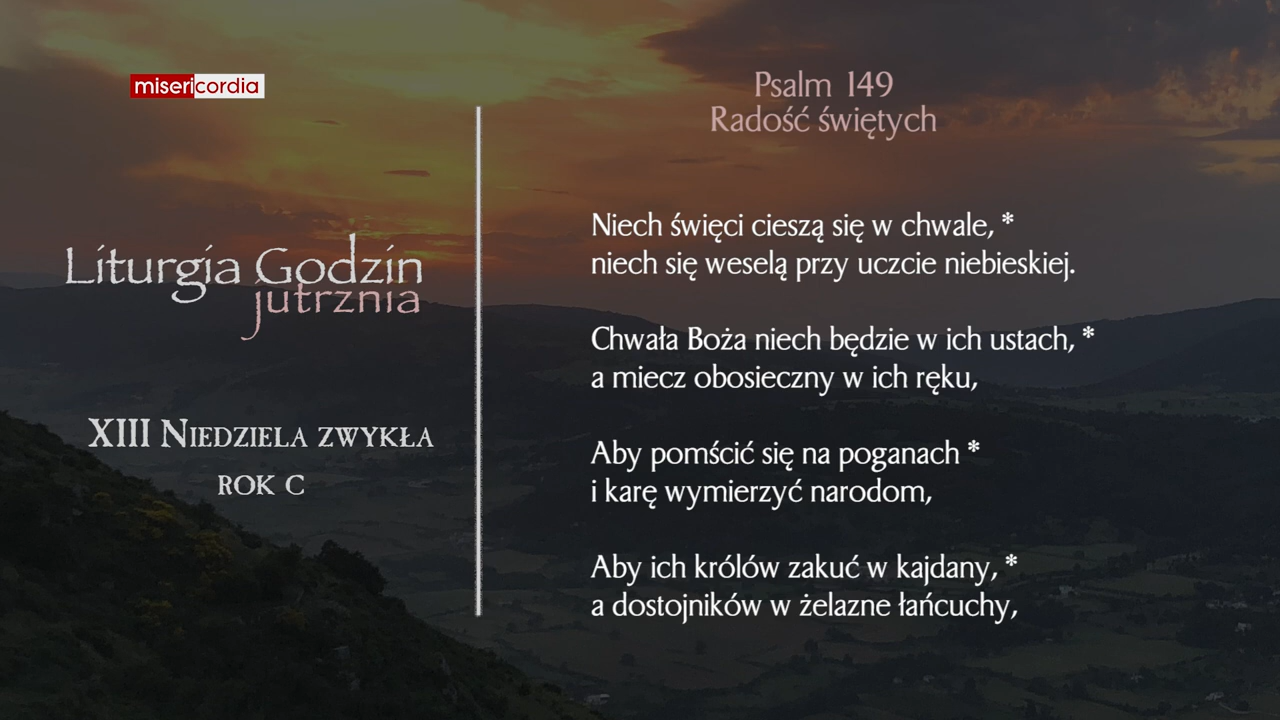 misericordia
Liturgia Godzin
jutrznia
XIII Niedziela zwykła
rok C
Psalm 149
Radość świętych
Niech święci cieszą się w chwale, *
niech się weselą przy uczcie niebieskiej.
Chwała Boża niech będzie w ich ustach, *
a miecz obosieczny w ich ręku,
Aby pomścić się na poganach *
i karę wymierzyć narodom,
Aby ich królów zakuć w kajdany, *
a dostojników w żelazne łańcuchy,